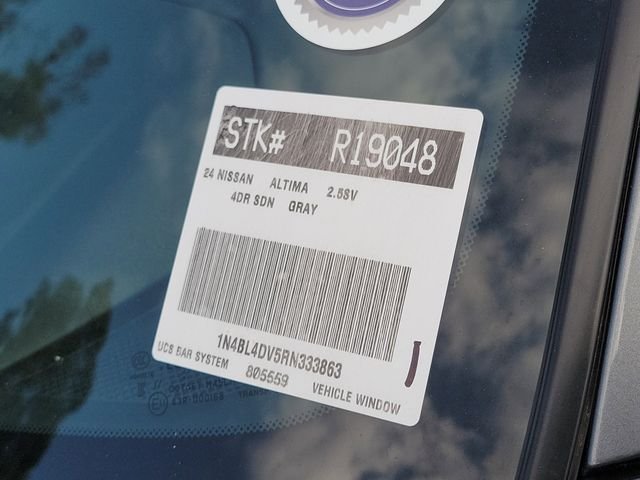 STK# R19048
24 NISSAN ALTIMA 2.5SV
4DR SDN GRAY
1N4BL4DV5RN333863
UCS BAR SYSTEM 805559 VEHICLE WINDOW